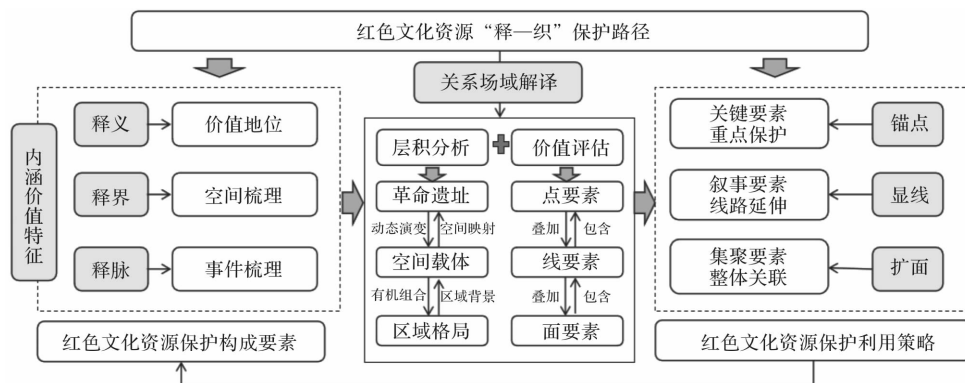 红色文化资源“释—织”保护路径
关系场域解译
内涵价值特征
释义
价值地位
释界
空间梳理
释脉
事件梳理
红色文化资源保护构成要素
层积分析
价值评估
革命遗址
点要素
动态演变
空间映射
叠加
包含
空间载体
线要素
有机组合
区域背景
叠加
包含
区域格局
面要素
关键要素
重点保护
锚点
叙事要素
线路延伸
显线
集聚要素
整体关联
扩面
红色文化资源保护利用策略